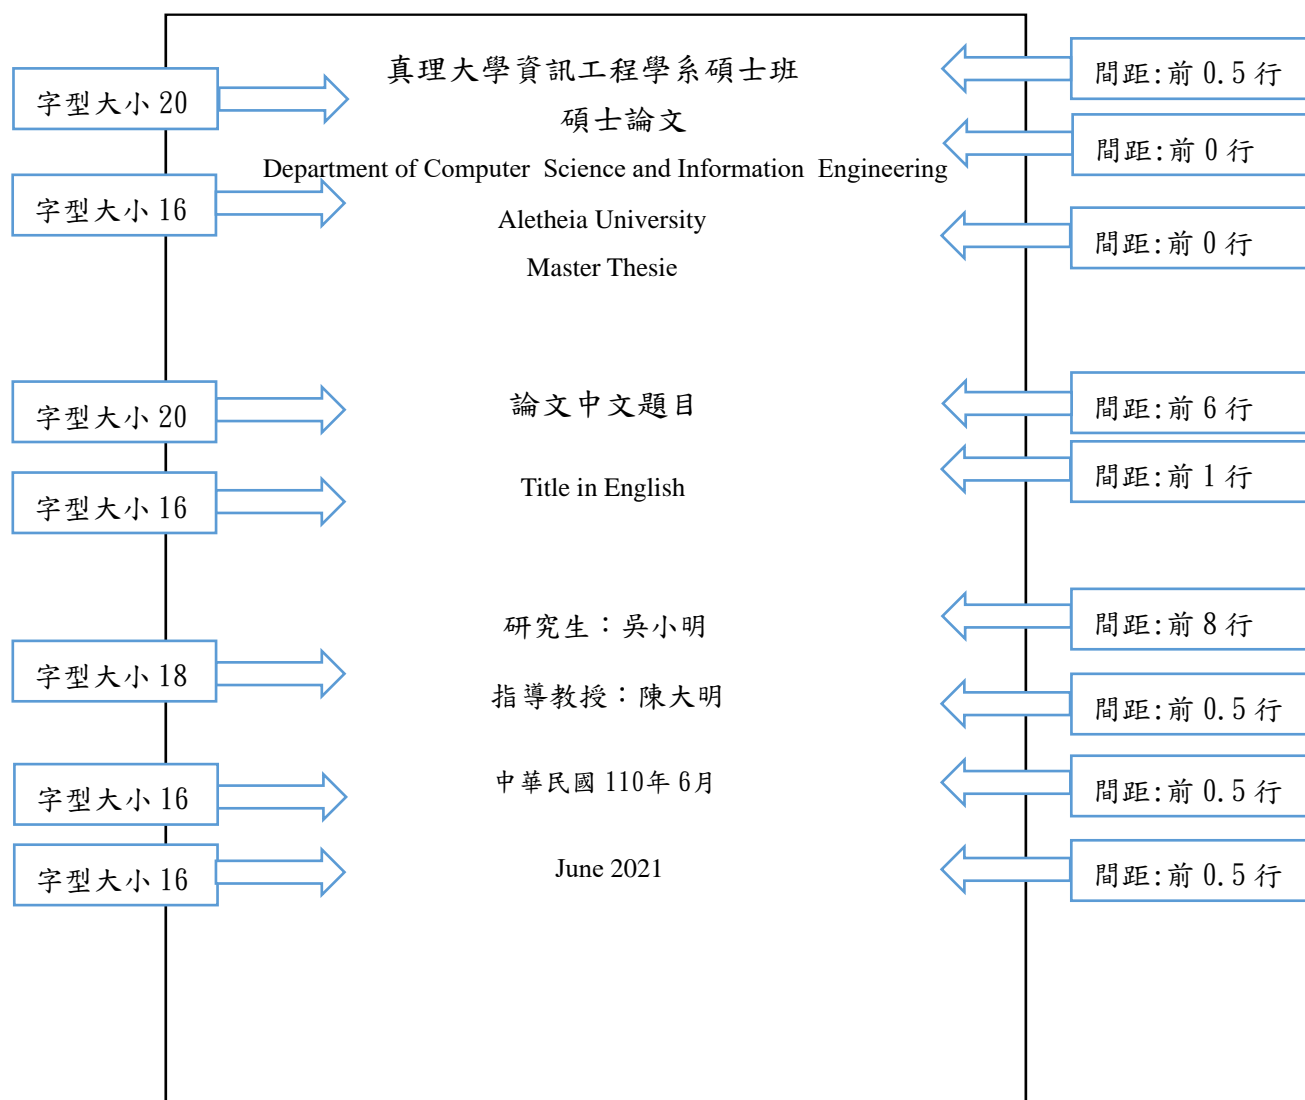 真理大學資訊工程學系碩士班
間距:前 0.5 行
字型大小 20
碩士論文
間距:前 0 行
Department of Computer  Science and Information  Engineering
字型大小 16
Aletheia University
間距:前 0 行
Master Thesie
字型大小 20
論文中文題目
間距:前 6 行
間距:前 1 行
字型大小 16
Title in English
研究生：吳小明
間距:前 8 行
字型大小 18
指導教授：陳大明
間距:前 0.5 行
字型大小 16
中華民國 110年 6月
間距:前 0.5 行
字型大小 16
June 2021
間距:前 0.5 行